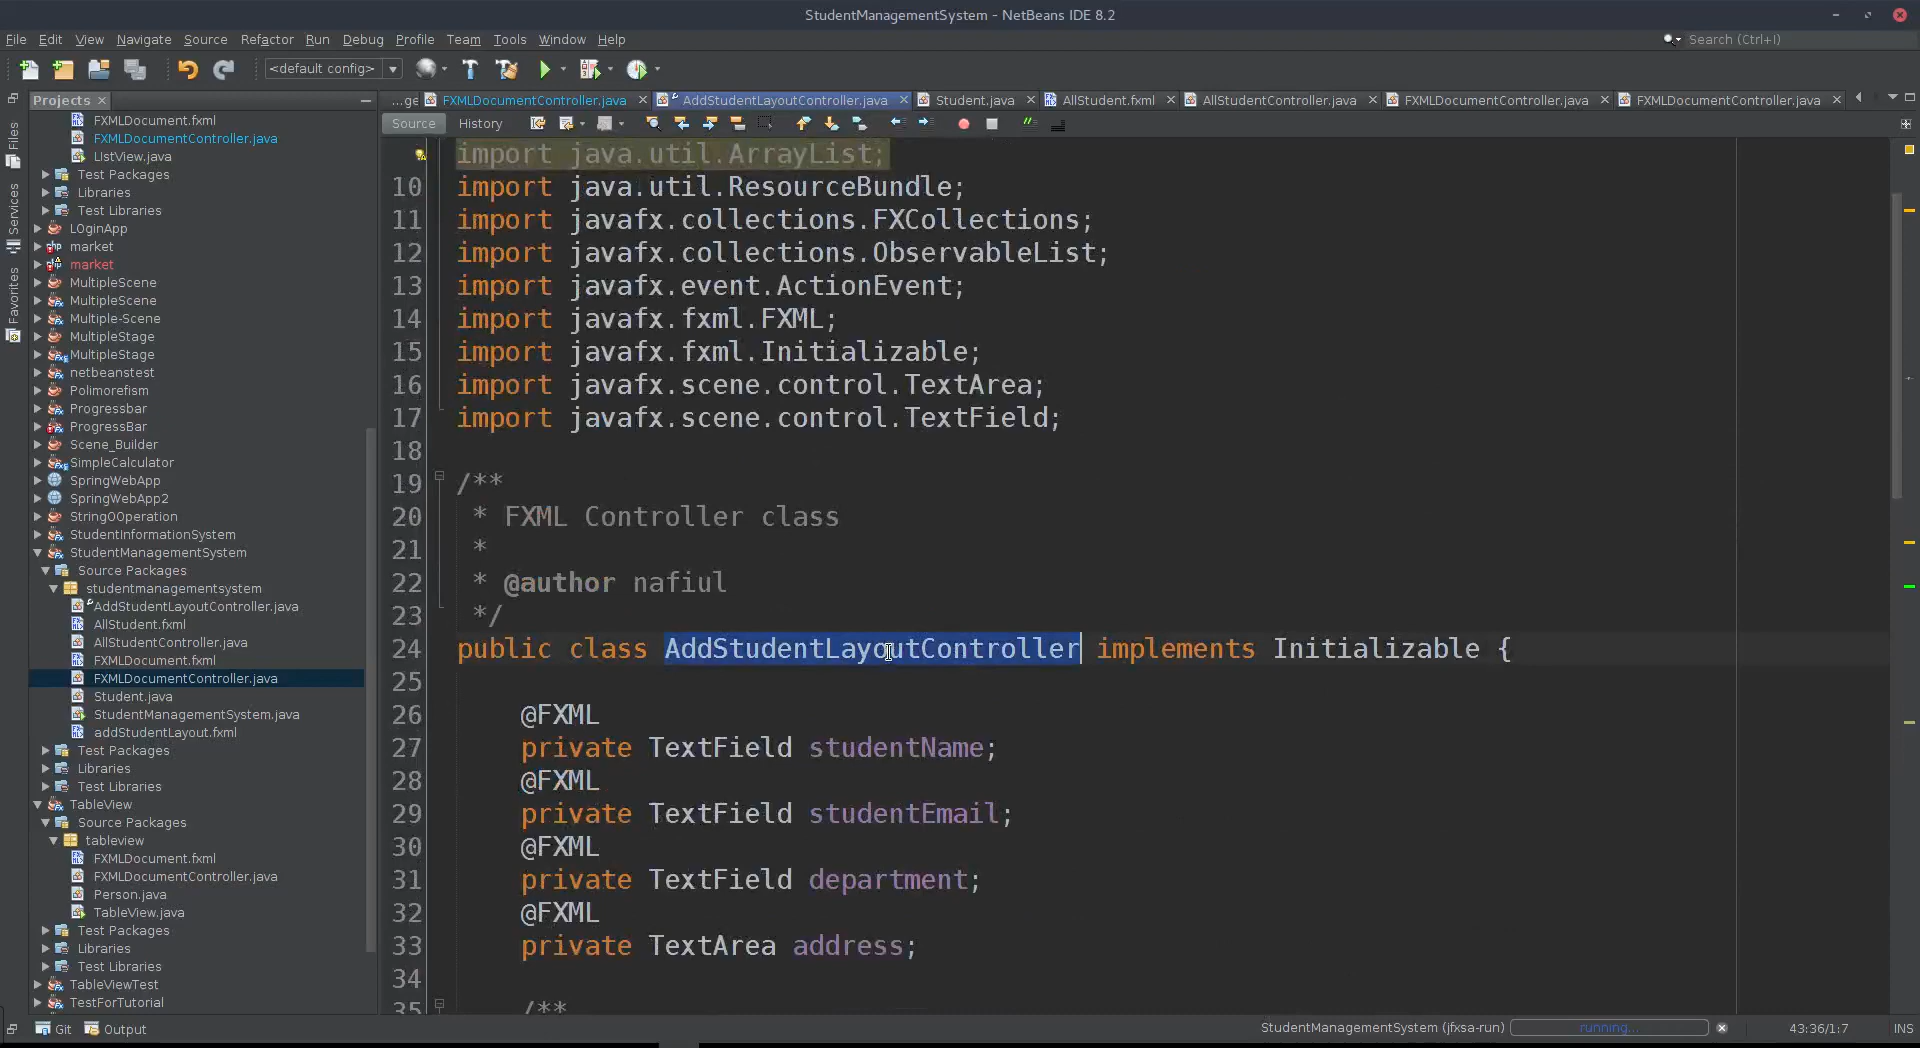 StudentManagementSystem - NetBeans IDE 8.2
File Edit View Navigate Source Refactor Run Debug Profile Team Tools Window Help
Search (Ctrl+I)
<default config>
Projects
Files
Services
Favorites
FXMLDocument.fxml
FXMLDocumentController.java
ListView.java
Test Packages
Libraries
Test Libraries
LOginApp
market
market
MultipleScene
MultipleScene
Multiple-Scene
MultipleStage
MultipleStage
netbeanstest
Polimorefism
Progressbar
ProgressBar
Scene_Builder
SimpleCalculator
SpringWebApp
SpringWebApp2
StringOOperation
StudentInformationSystem
StudentManagementSystem
Source Packages
studentmanagementsystem
AddStudentLayoutController.java
AllStudent.fxml
AllStudentController.java
FXMLDocument.fxml
FXMLDocumentController.java
Student.java
StudentManagementSystem.java
addStudentLayout.fxml
Test Packages
Libraries
Test Libraries
TableView
Source Packages
tableview
FXMLDocument.fxml
FXMLDocumentController.java
Person.java
TableView.java
Test Packages
Libraries
Test Libraries
TableViewTest
TestForTutorial
...ge FXMLDocumentController.java AddStudentLayoutController.java Student.java AllStudent.fxml AllStudentController.java FXMLDocumentController.java FXMLDocumentController.java
Source History
import java.util.ArrayList;
10 import java.util.ResourceBundle;
11 import javafx.collections.FXCollections;
12 import javafx.collections.ObservableList;
13 import javafx.event.ActionEvent;
14 import javafx.fxml.FXML;
15 import javafx.fxml.Initializable;
16 import javafx.scene.control.TextArea;
17 import javafx.scene.control.TextField;
18
19 /**
20 * FXML Controller class
21 *
22 * @author nafiul
23 */
24 public class AddStudentLayoutController implements Initializable {
25
26 @FXML
27 private TextField studentName;
28 @FXML
29 private TextField studentEmail;
30 @FXML
31 private TextField department;
32 @FXML
33 private TextArea address;
34
35 /**
Git Output
StudentManagementSystem (jfxsa-run) running... 43:36/1:7 INS